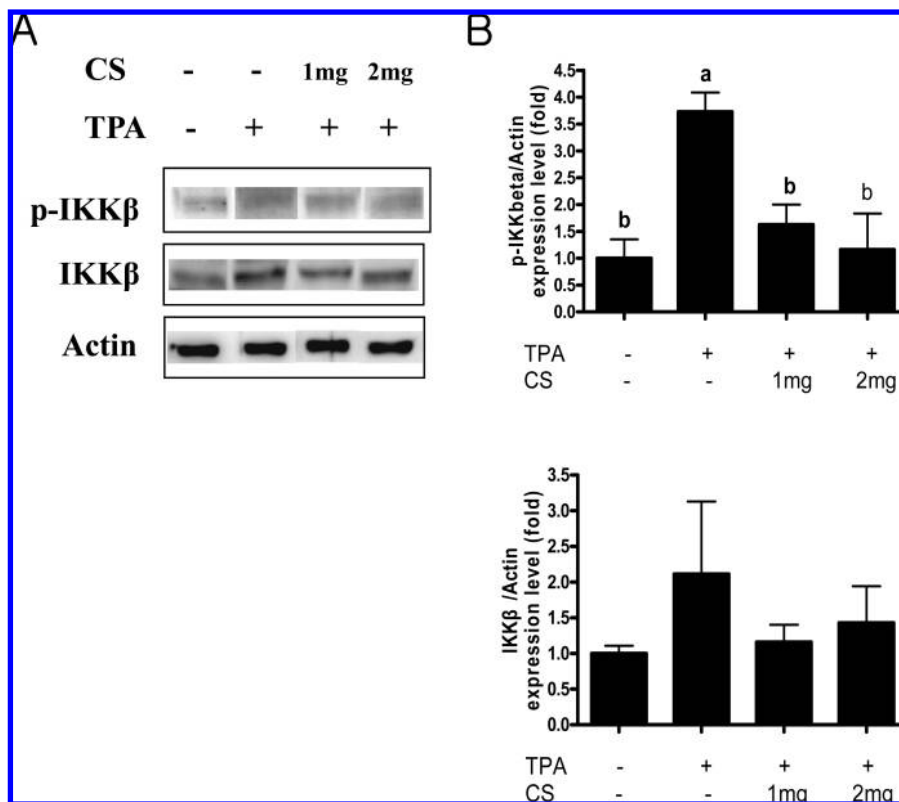 A
CS - - 1mg 2mg
TPA - + + +
p-IKKβ
IKKβ
Actin
B
p-IKKbeta/Actin
expression level (fold)
4.5
4.0
3.5
3.0
2.5
2.0
1.5
1.0
0.5
0.0
b a b b
TPA - + + +
CS - - 1mg 2mg
IKKβ /Actin
expression level (fold)
3.5
3.0
2.5
2.0
1.5
1.0
0.5
0.0
TPA - + + +
CS - - 1mg 2mg